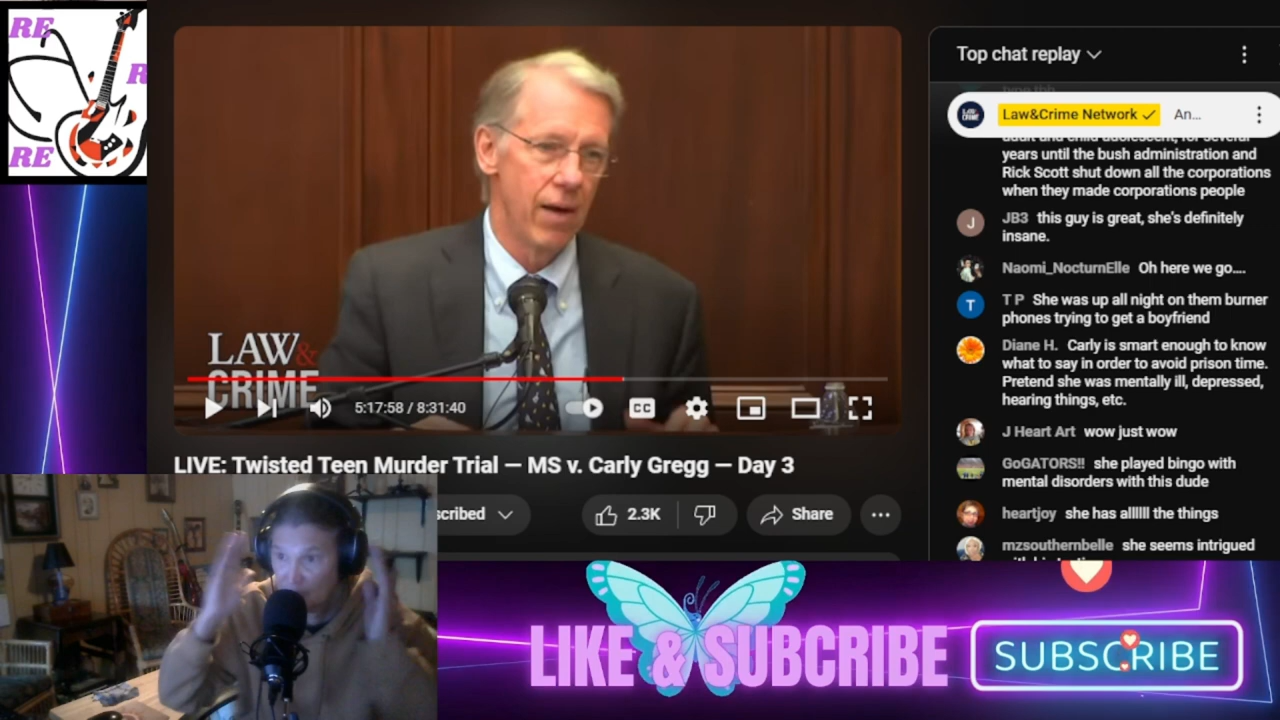 RE
R
RE
LAW&
CRIME
5:17:58 / 8:31:40
CC
LIVE: Twisted Teen Murder Trial — MS v. Carly Gregg — Day 3
scribed
2.3K
Share
Top chat replay
Law&Crime Network An...
years until the bush administration and
Rick Scott shut down all the corporations
when they made corporations people
J
JB3 this guy is great, she's definitely
insane.
Naomi_NocturnElle Oh here we go....
T
T P She was up all night on them burner
phones trying to get a boyfriend
Diane H. Carly is smart enough to know
what to say in order to avoid prison time.
Pretend she was mentally ill, depressed,
hearing things, etc.
J Heart Art wow just wow
GoGATORS!! she played bingo with
mental disorders with this dude
heartjoy she has allllll the things
mzsouthernbelle she seems intrigued
LIKE & SUBCRIBE
SUBSCRIBE